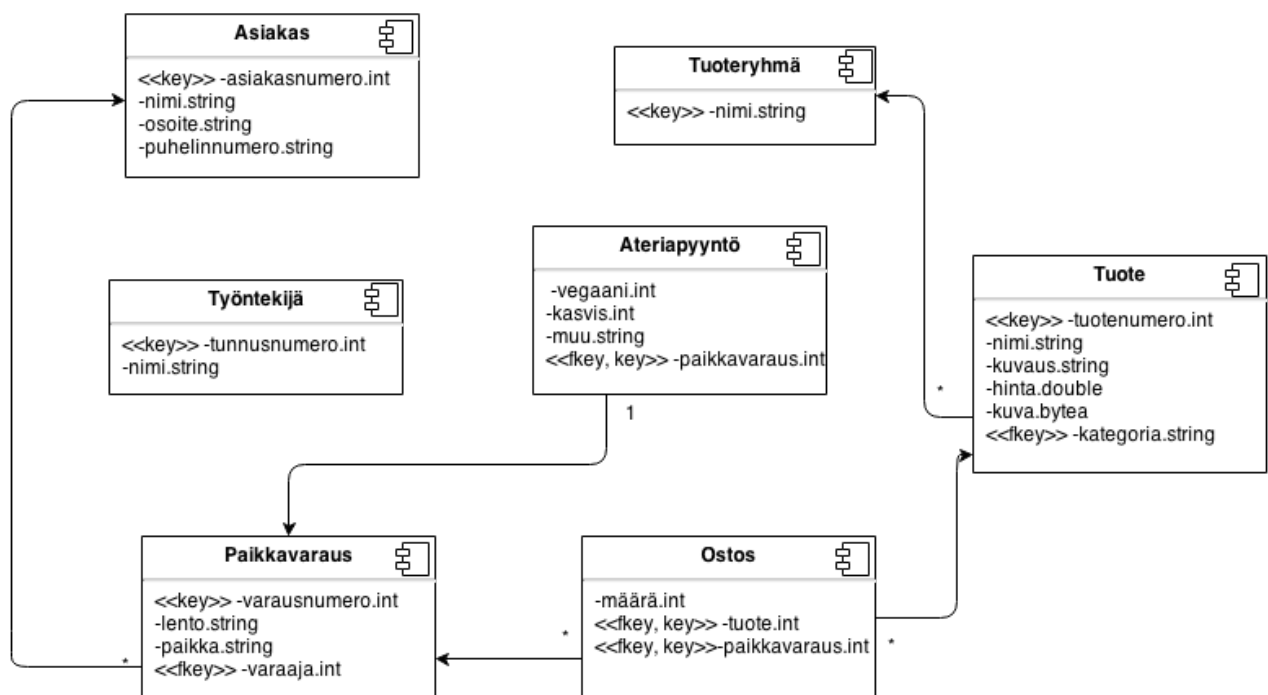 Asiakas
<<key>> -asiakasnumero.int
-nimi.string
-osoite.string
-puhelinnumero.string
Tuoteryhmä
<<key>> -nimi.string
Ateriapyyntö
-vegaani.int
-kasvis.int
-muu.string
<<fkey, key>> -paikkavaraus.int
1
Työntekijä
<<key>> -tunnusnumero.int
-nimi.string
Tuote
<<key>> -tuotenumero.int
-nimi.string
-kuvaus.string
-hinta.double
-kuva.bytea
<<fkey>> -kategoria.string
*
Paikkavaraus
<<key>> -varausnumero.int
-lento.string
-paikka.string
<<fkey>> -varaaja.int
*
Ostos
-määrä.int
<<fkey, key>> -tuote.int
<<fkey, key>>-paikkavaraus.int
*
*